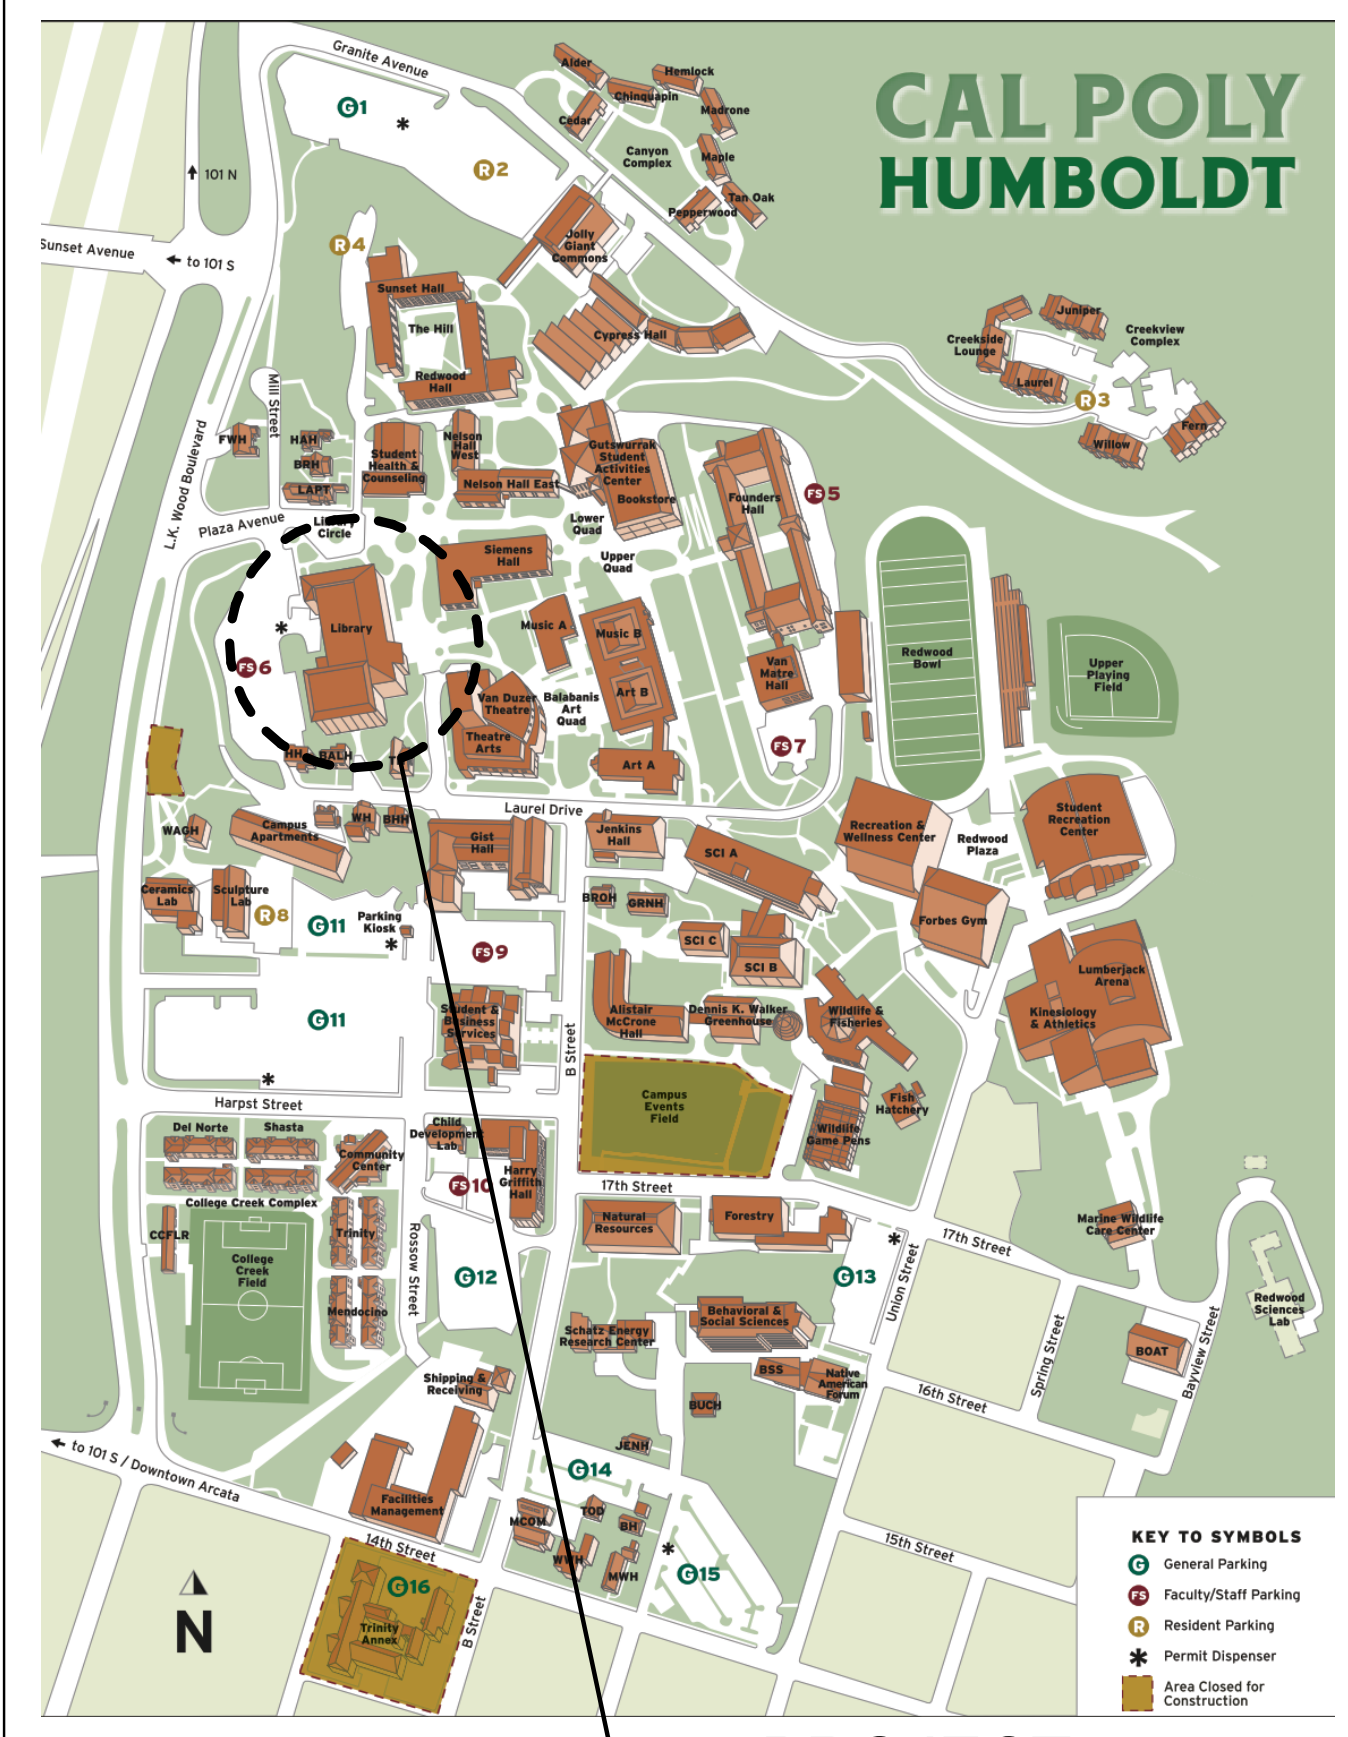 CAL POLY
HUMBOLDT
Granite Avenue
G1
*
R2
Alder
Chinquapin
Hemlock
Madrone
Cedar
Canyon
Complex
Maple
Tan Oak
Pepperwood
101 N
Sunset Avenue
to 101 S
R4
Jolly
Giant
Commons
Sunset Hall
The Hill
Redwood
Hall
Cypress Hall
Juniper
Creekside
Lounge
Creekview
Complex
Laurel
R3
Willow
Fern
Mill Street
L.K. Wood Boulevard
FWH
HAH
BRH
LAPT
Student
Health &
Counseling
Nelson
Hall
West
Nelson Hall East
Gutswurrak
Student
Activities
Center
Bookstore
Founders
Hall
FS5
Plaza Avenue
Library
Circle
Lower
Quad
Upper
Quad
Siemens
Hall
Library
*
FS6
Music A
Music B
Art B
Van
Matre
Hall
Redwood
Bowl
Upper
Playing
Field
Van Duzer
Theatre
Theatre
Arts
Balabanis
Art
Quad
Art A
FS7
HH
BALH
Laurel Drive
WAGH
Campus
Apartments
WH
BHH
Gist
Hall
Jenkins
Hall
SCI A
Recreation &
Wellness Center
Redwood
Plaza
Student
Recreation
Center
Ceramics
Lab
Sculpture
Lab
R8
G11
Parking
Kiosk
*
FS9
BROH
GRNH
SCI C
SCI B
Forbes Gym
Lumberjack
Arena
Kinesiology
& Athletics
G11
*
Student &
Business
Services
B Street
Alistair
McCrone
Hall
Dennis K. Walker
Greenhouse
Wildlife &
Fisheries
Campus
Events
Field
Fish
Hatchery
Wildlife
Game Pens
Harpst Street
Del Norte
Shasta
Community
Center
College Creek Complex
Child
Development
Lab
FS10
Harry
Griffith
Hall
17th Street
Natural
Resources
Forestry
*
17th Street
Marine Wildlife
Care Center
CCFLR
College
Creek
Field
Trinity
Mendocino
Rossow Street
G12
G13
Union Street
Redwood
Sciences
Lab
Schatz Energy
Research Center
Behavioral &
Social Sciences
BSS
Native
American
Forum
BOAT
Spring Street
Bayview Street
16th Street
Shipping &
Receiving
BUCH
JENH
to 101 S / Downtown Arcata
G14
Facilities
Management
MCOM
TOD
BH
WWH
MWH
*
G15
15th Street
14th Street
G16
Trinity
Annex
B Street
N
KEY TO SYMBOLS
G General Parking
FS Faculty/Staff Parking
R Resident Parking
* Permit Dispenser
Area Closed for
Construction